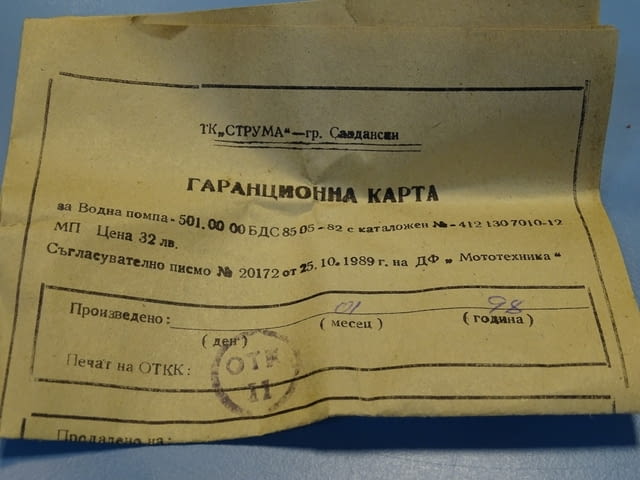 ТК„СТРУМА“—гр. Сандански
ГАРАНЦИОННА КАРТА
за Водна помпа - 501.00 00 БДС 8505-82 с каталожен №-412 1307010-12
МП Цена 32 лв.
Съгласувателно писмо № 20172 от 25.10.1989 г. на ДФ „Мототехника“
Произведено: 01 98
(ден) (месец) (година)
Печат на ОТКК:
ОТК
11
Продадено на: